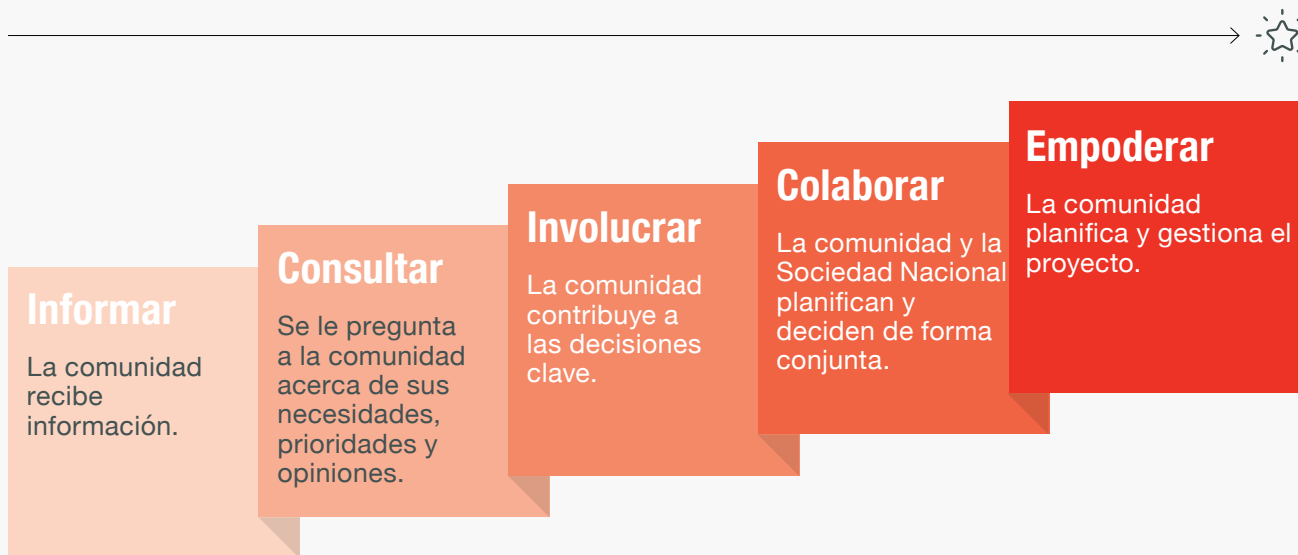 Informar
La comunidad
recibe
información.
Consultar
Se le pregunta
a la comunidad
acerca de sus
necesidades,
prioridades y
opiniones.
Involucrar
La comunidad
contribuye a
las decisiones
clave.
Colaborar
La comunidad y la
Sociedad Nacional
planifican y
deciden de forma
conjunta.
Empoderar
La comunidad
planifica y gestiona el
proyecto.